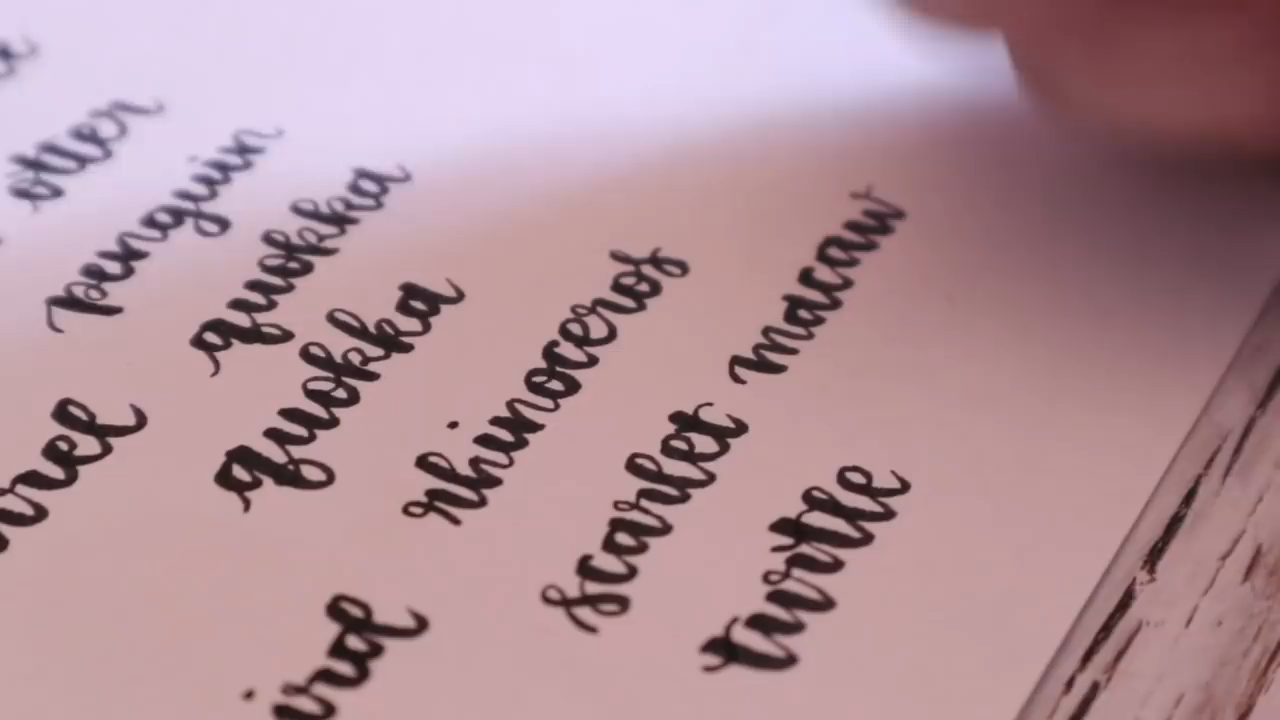 otter
penguin
quokka
quokka
rhinoceros
scarlet macaw
turtle